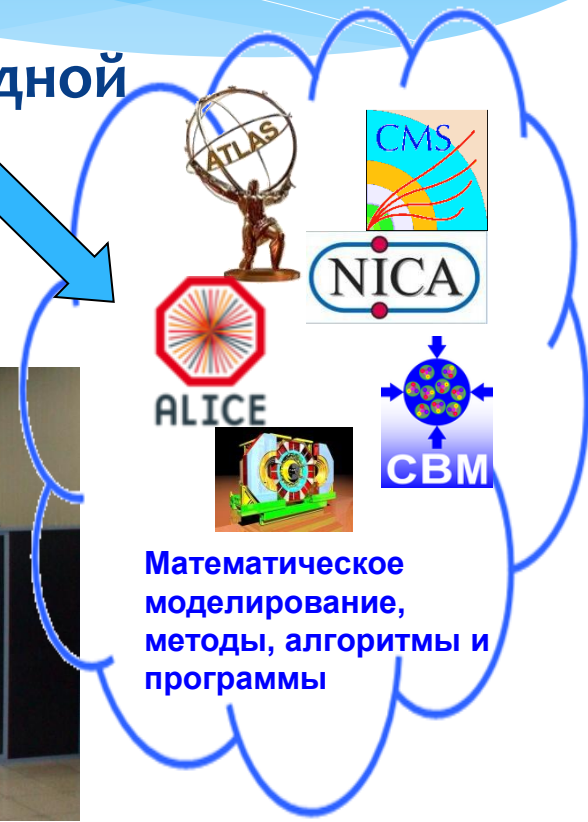 дной
ATLAS
CMS
NICA
ALICE
CBM
Математическое
моделирование,
методы, алгоритмы и
программы